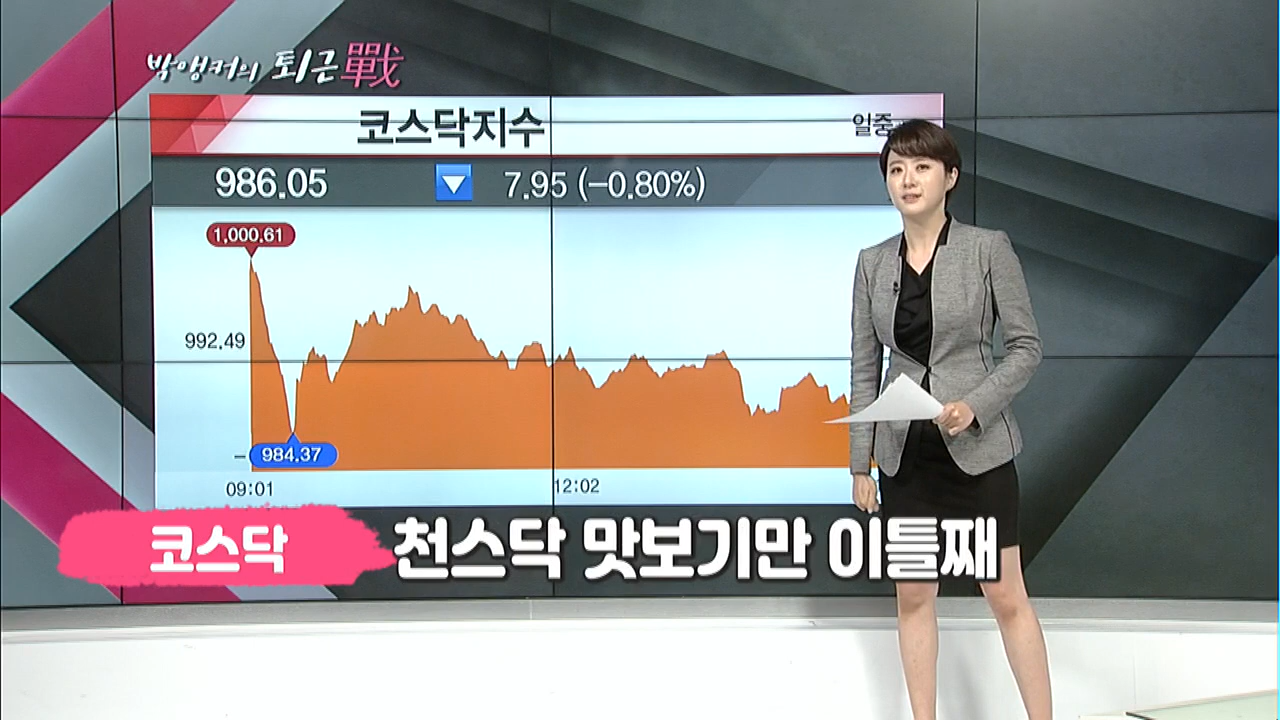 박앵커의 퇴근戰
코스닥지수
일중
986.05 ▼ 7.95 (-0.80%)
1,000.61
992.49
984.37
09:01 12:02
코스닥 천스닥 맛보기만 이틀째